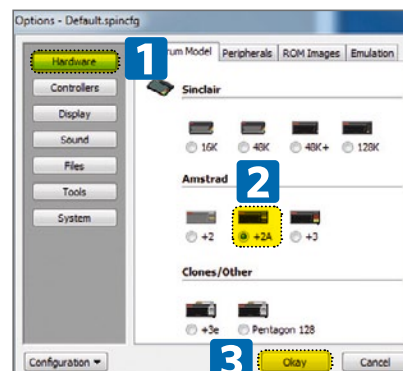 Options - Default.spincfg
1
Hardware
rum Model Peripherals ROM Images Emulation
Controllers
Sinclair
Display
Sound
16K 48K 48K+ 128K
Files
Amstrad
2
Tools
System
+2 +2A +3
Clones/Other
+3e Pentagon 128
Configuration
3
Okay
Cancel